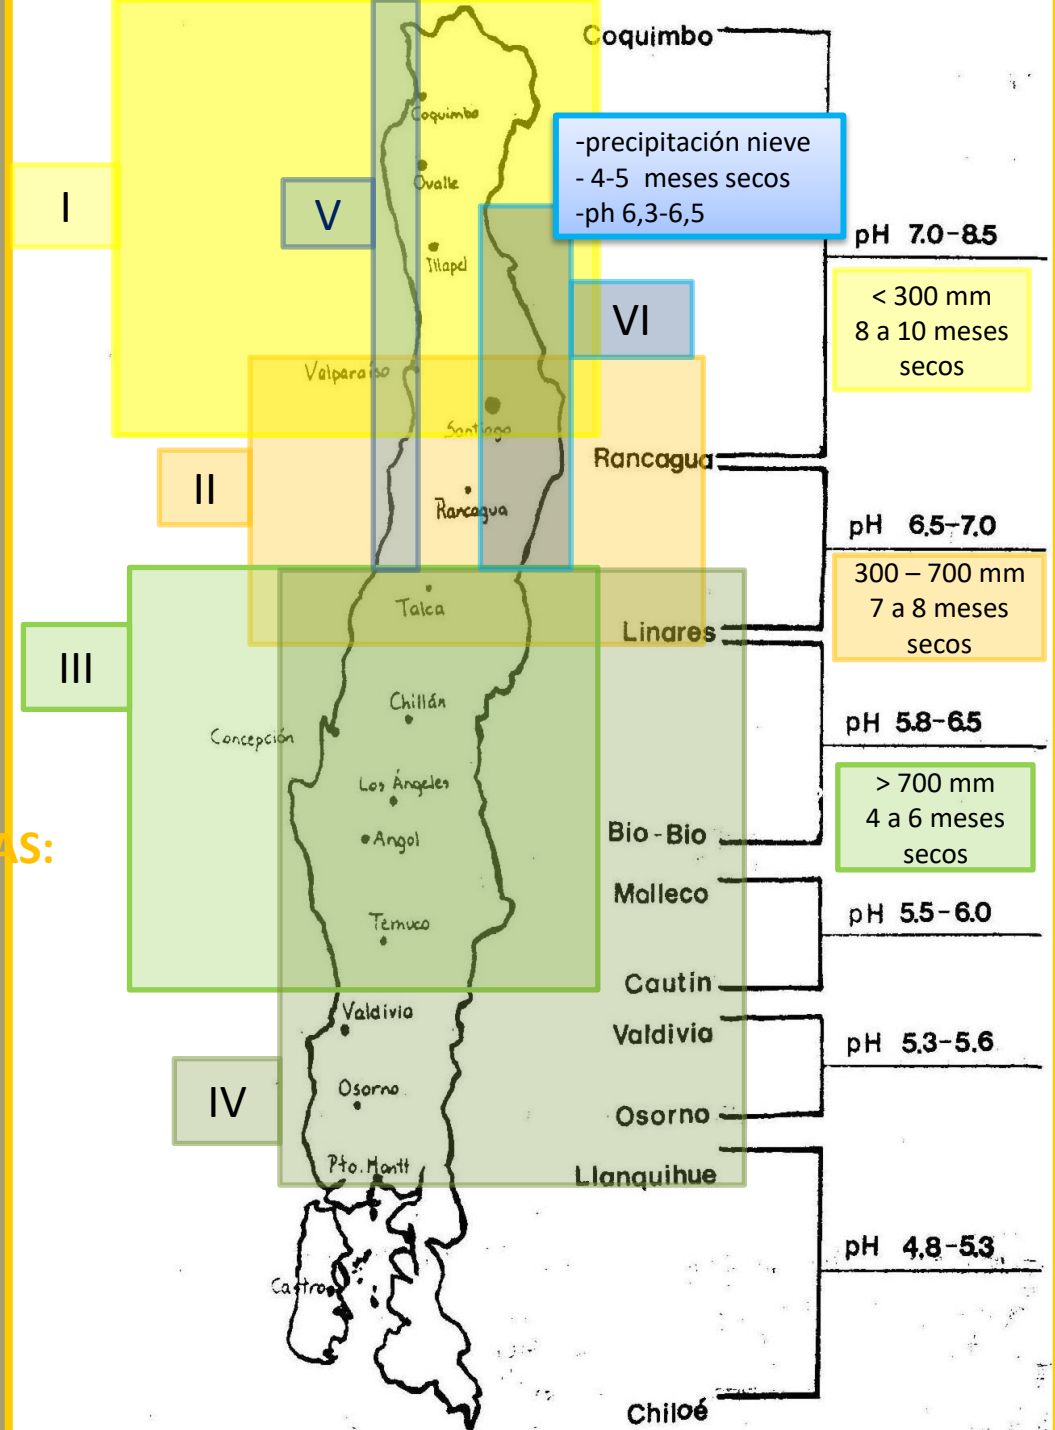 Coquimbo
Coquimbo
-precipitación nieve
- 4-5 meses secos
-ph 6,3-6,5
I
V
Ovalle
pH 7.0-8.5
Illapel
VI
< 300 mm
8 a 10 meses
secos
Valparaíso
Santiago
Rancagua
II
Rancagua
pH 6.5-7.0
300 – 700 mm
7 a 8 meses
secos
Talca
Linares
III
Chillán
Concepción
pH 5.8-6.5
Los Ángeles
> 700 mm
4 a 6 meses
secos
Angol
Bio-Bio
AS:
Malleco
pH 5.5-6.0
Temuco
Cautín
Valdivia
Valdivia
pH 5.3-5.6
Osorno
IV
Osorno
Pto. Montt
Llanquihue
pH 4.8-5.3
Castro
Chiloé